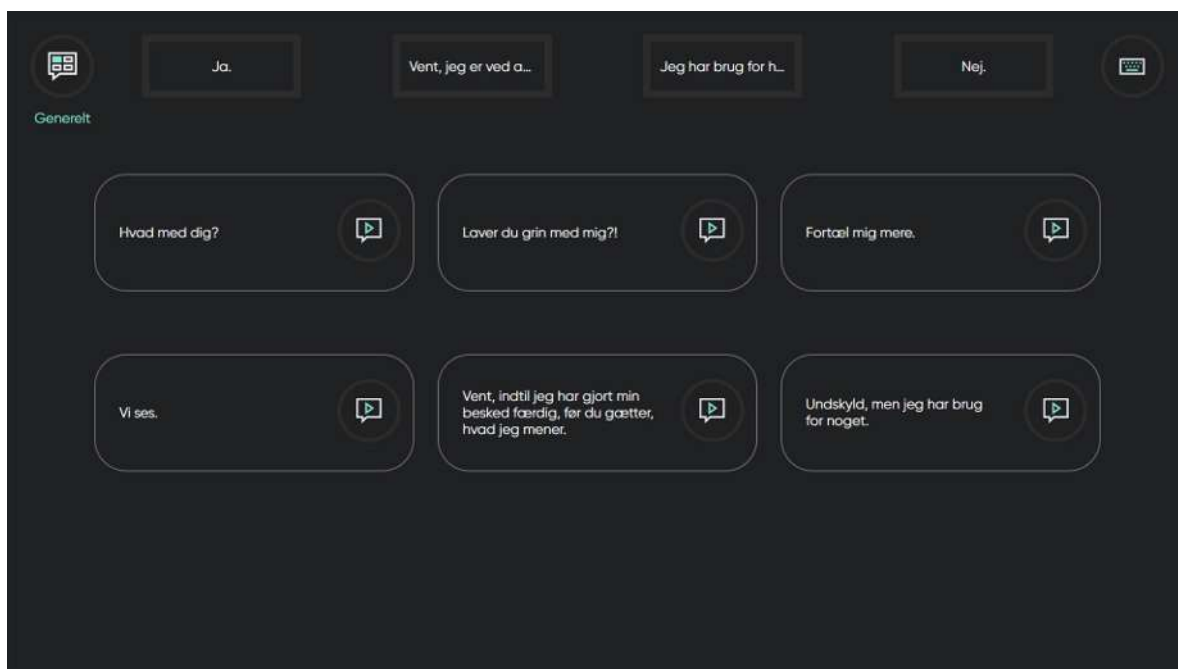 Ja.
Vent, jeg er ved a...
Jeg har brug for h...
Nej.
Generelt
Hvad med dig?
Laver du grin med mig?!
Fortæl mig mere.
Vi ses.
Vent, indtil jeg har gjort min
besked færdig, før du gætter,
hvad jeg mener.
Undskyld, men jeg har brug
for noget.